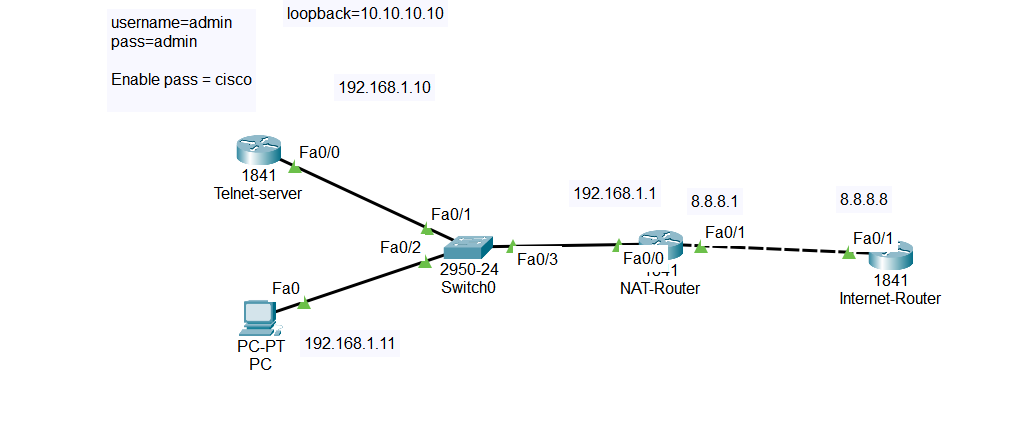 loopback=10.10.10.10
username=admin
pass=admin
Enable pass = cisco
192.168.1.10
Fa0/0
1841
Telnet-server
192.168.1.1
8.8.8.1
8.8.8.8
Fa0/1
Fa0/2
2950-24
Switch0
Fa0/3
Fa0/0
1841
NAT-Router
Fa0/1
Fa0/1
1841
Internet-Router
Fa0
PC-PT
PC
192.168.1.11